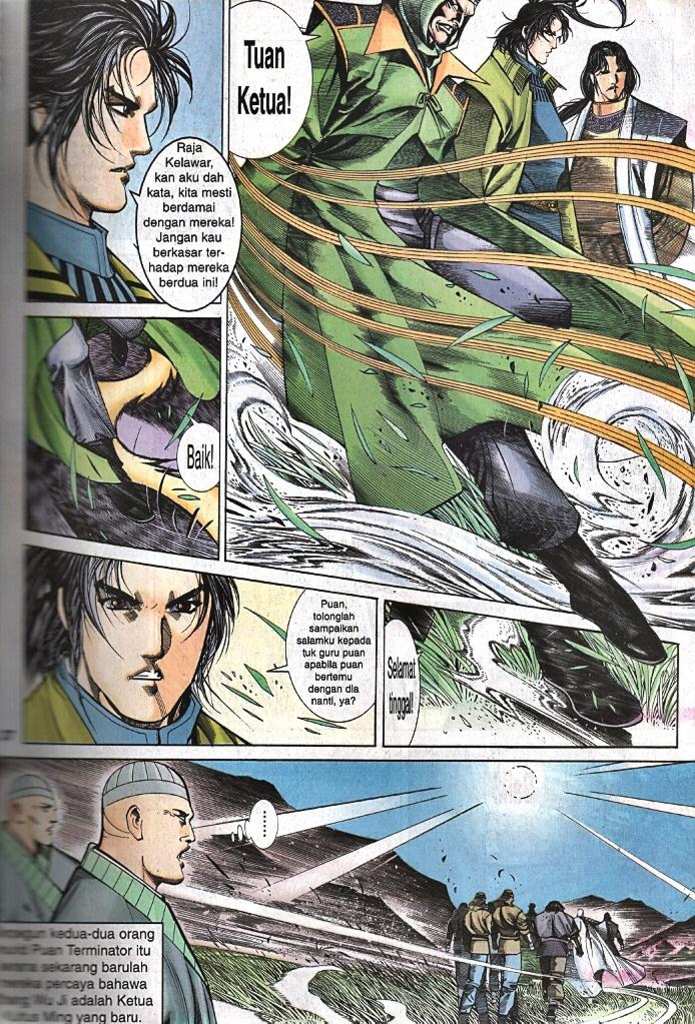 Tuan
Ketua!
Raja
Kelawar,
kan aku dah
kata, kita mesti
berdamai
dengan mereka!
Jangan kau
berkasar ter-
hadap mereka
berdua ini!
Baik!
Puan,
tolonglah
sampaikan
salamku kepada
tuk guru puan
apabila puan
bertemu
dengan dia
nanti, ya?
Selamat
tinggal!
......
kedua-dua orang
Puan Terminator itu
sekarang barulah
percaya bahawa
Wu Ji adalah Ketua
Ming yang baru.